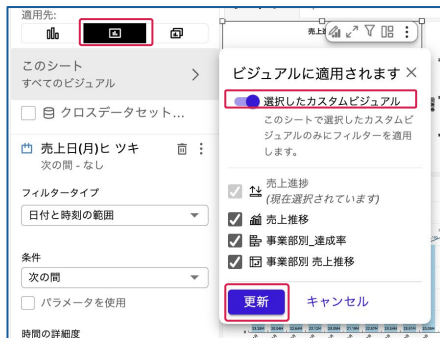 適用先:
このシート
すべてのビジュアル
クロスデータセット...
売上日(月)ヒ ツキ
次の間 - なし
フィルタータイプ
日付と時刻の範囲
条件
次の間
パラメータを使用
時間の詳細度
売上
ビジュアルに適用されます
選択したカスタムビジュアル
このシートで選択したカスタムビ
ジュアルのみにフィルターを適用
します。
売上進捗
(現在選択されています)
売上推移
事業部別_達成率
事業部別 売上推移
更新
キャンセル